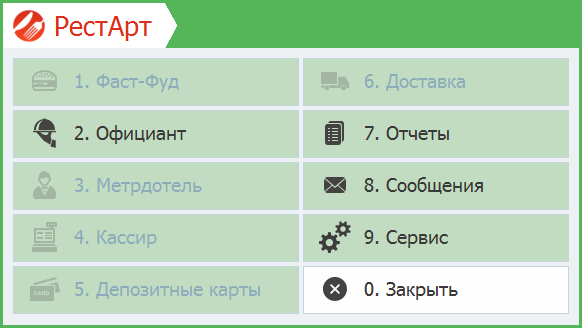 РестАрт
1. Фаст-Фуд
2. Официант
3. Метрдотель
4. Кассир
CARD
5. Депозитные карты
6. Доставка
7. Отчеты
8. Сообщения
9. Сервис
0. Закрыть